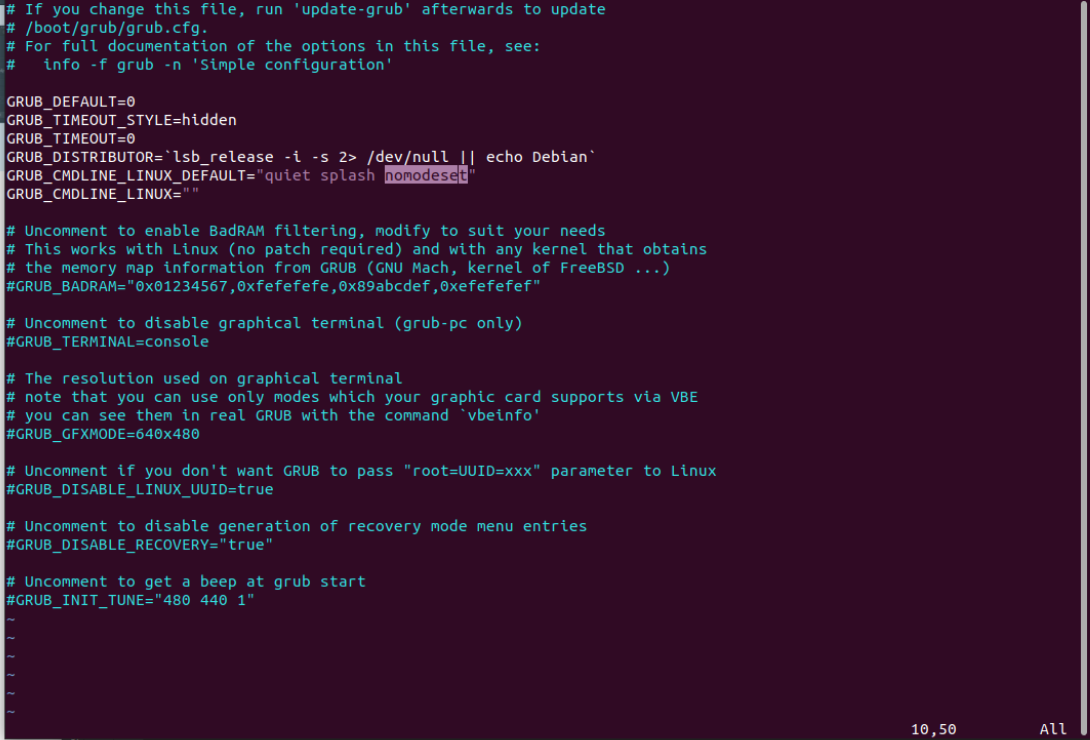 # If you change this file, run 'update-grub' afterwards to update
# /boot/grub/grub.cfg.
# For full documentation of the options in this file, see:
#   info -f grub -n 'Simple configuration'

GRUB_DEFAULT=0
GRUB_TIMEOUT_STYLE=hidden
GRUB_TIMEOUT=0
GRUB_DISTRIBUTOR=`lsb_release -i -s 2> /dev/null || echo Debian`
GRUB_CMDLINE_LINUX_DEFAULT="quiet splash nomodeset"
GRUB_CMDLINE_LINUX=""

# Uncomment to enable BadRAM filtering, modify to suit your needs
# This works with Linux (no patch required) and with any kernel that obtains
# the memory map information from GRUB (GNU Mach, kernel of FreeBSD ...)
#GRUB_BADRAM="0x01234567,0xfefefefe,0x89abcdef,0xefefefef"

# Uncomment to disable graphical terminal (grub-pc only)
#GRUB_TERMINAL=console

# The resolution used on graphical terminal
# note that you can use only modes which your graphic card supports via VBE
# you can see them in real GRUB with the command `vbeinfo'
#GRUB_GFXMODE=640x480

# Uncomment if you don't want GRUB to pass "root=UUID=xxx" parameter to Linux
#GRUB_DISABLE_LINUX_UUID=true

# Uncomment to disable generation of recovery mode menu entries
#GRUB_DISABLE_RECOVERY="true"

# Uncomment to get a beep at grub start
#GRUB_INIT_TUNE="480 440 1"
~
~
~
~
~
~
10,50 All